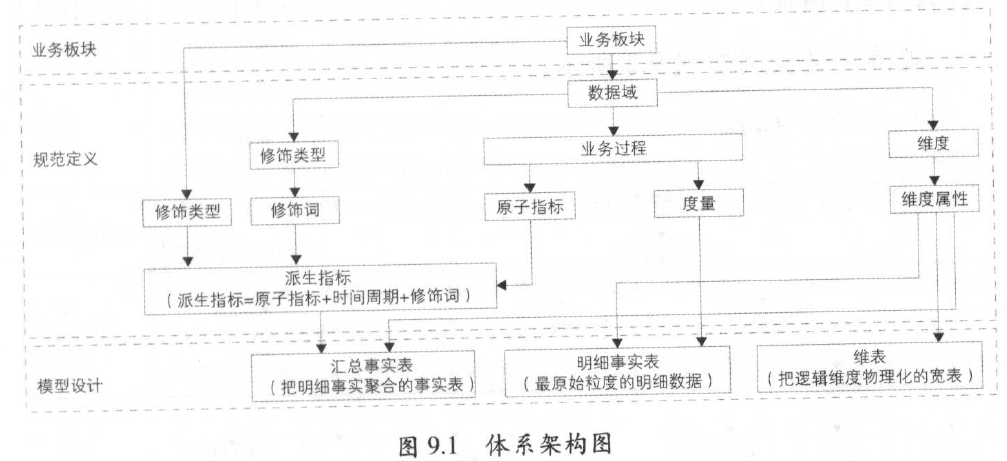 业务板块
业务板块
数据域
规范定义
修饰类型
业务过程
维度
修饰类型
修饰词
原子指标
度量
维度属性
派生指标
（派生指标=原子指标+时间周期+修饰词）
模型设计
汇总事实表
（把明细事实聚合的事实表）
明细事实表
（最原始粒度的明细数据）
维表
（把逻辑维度物理化的宽表）
图 9.1 体系架构图